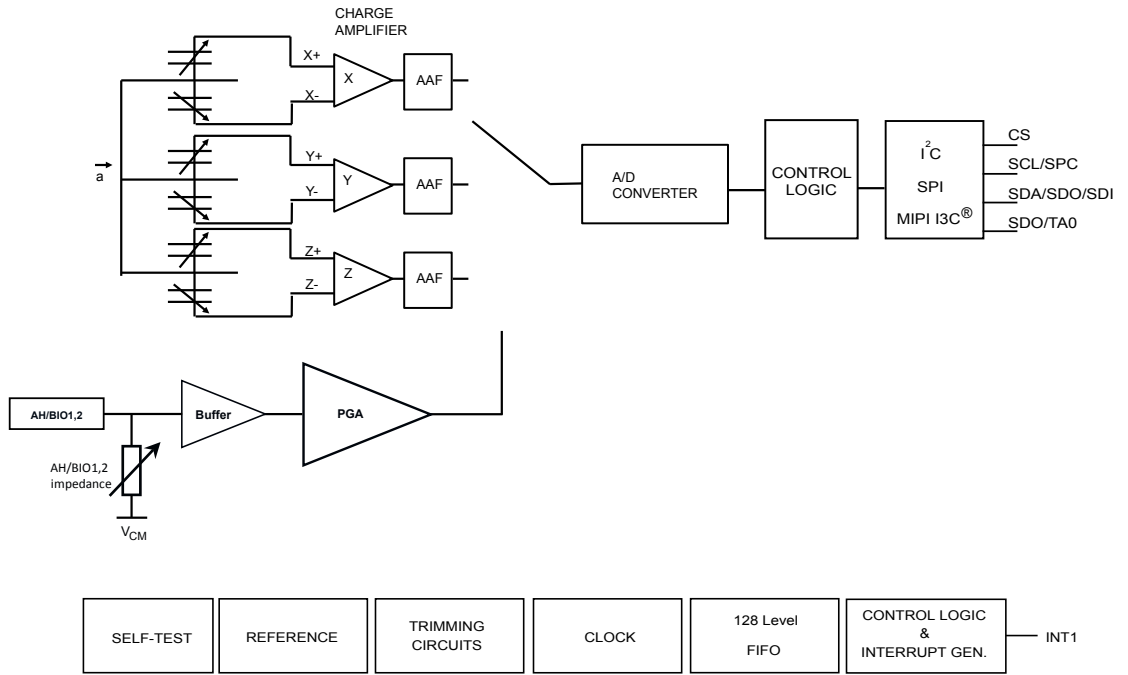 CHARGE
AMPLIFIER
X+
X
AAF
X-
Y+
Y
AAF
Y-
Z+
Z
AAF
Z-
a
A/D
CONVERTER
CONTROL
LOGIC
I²C
SPI
MIPI I3C®
CS
SCL/SPC
SDA/SDO/SDI
SDO/TA0
AH/BIO1,2
Buffer
PGA
AH/BIO1,2
impedance
VCM
SELF-TEST
REFERENCE
TRIMMING
CIRCUITS
CLOCK
128 Level
FIFO
CONTROL LOGIC
&
INTERRUPT GEN.
INT1